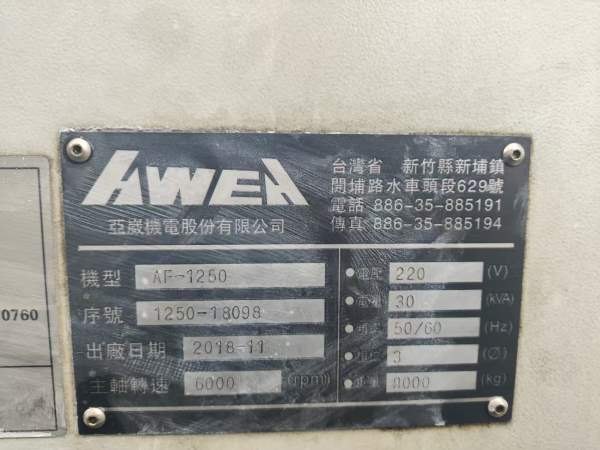 AWEA
亞崴機電股份有限公司
台灣省 新竹縣新埔鎮
開埔路水車頭段629號
電話 886-35-885191
傳真 886-35-885194
機型 AF-1250
序號 1250-18098
出廠日期 2018-11
主軸轉速 6000 (rpm)
220 (V)
30 (kVA)
50/60 (Hz)
3 (Ø)
8000 (kg)
0760